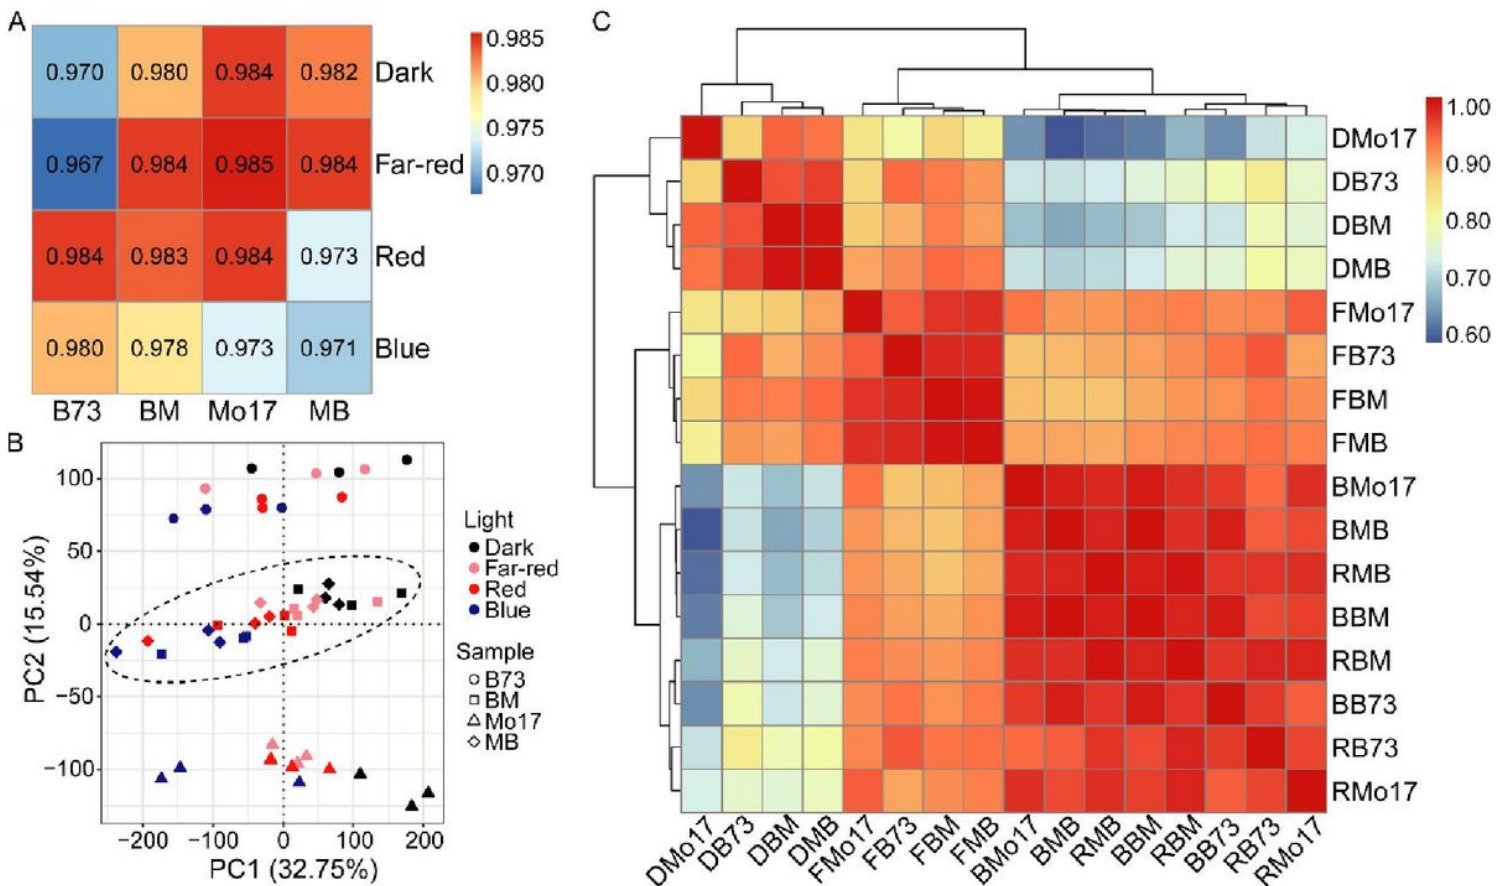 A
0.970 0.980 0.984 0.982 Dark
0.967 0.984 0.985 0.984 Far-red
0.984 0.983 0.984 0.973 Red
0.980 0.978 0.973 0.971 Blue
B73 BM Mo17 MB
0.985
0.980
0.975
0.970
B
PC2 (15.54%)
100
50
0
−50
−100
−200 −100 0 100 200
PC1 (32.75%)
Light
Dark
Far-red
Red
Blue
Sample
B73
BM
Mo17
MB
C
DMo17
DB73
DBM
DMB
FMo17
FB73
FBM
FMB
BMo17
BMB
RMB
BBM
RBM
BB73
RB73
RMo17
DMo17 DB73 DBM DMB FMo17 FB73 FBM FMB BMo17 BMB RMB BBM RBM BB73 RB73 RMo17
1.00
0.90
0.80
0.70
0.60